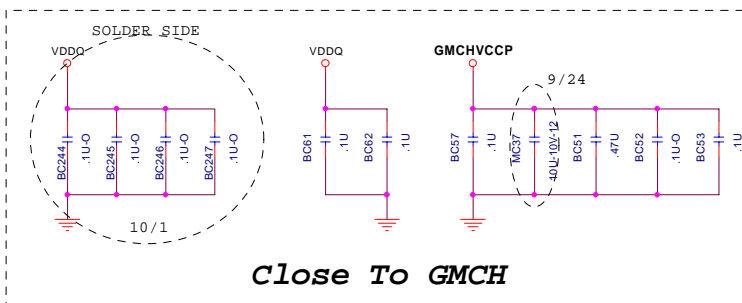 SOLDER SIDE
VDDQ
VDDQ
GMCHVCCP
9/24
BC244
.1U-O
BC245
.1U-O
BC246
.1U-O
BC247
.1U-O
BC61
.1U
BC62
.1U
BC57
.1U
MC37
10U-10V-12
BC51
.47U
BC52
.1U-O
BC53
.1U
10/1
Close To GMCH